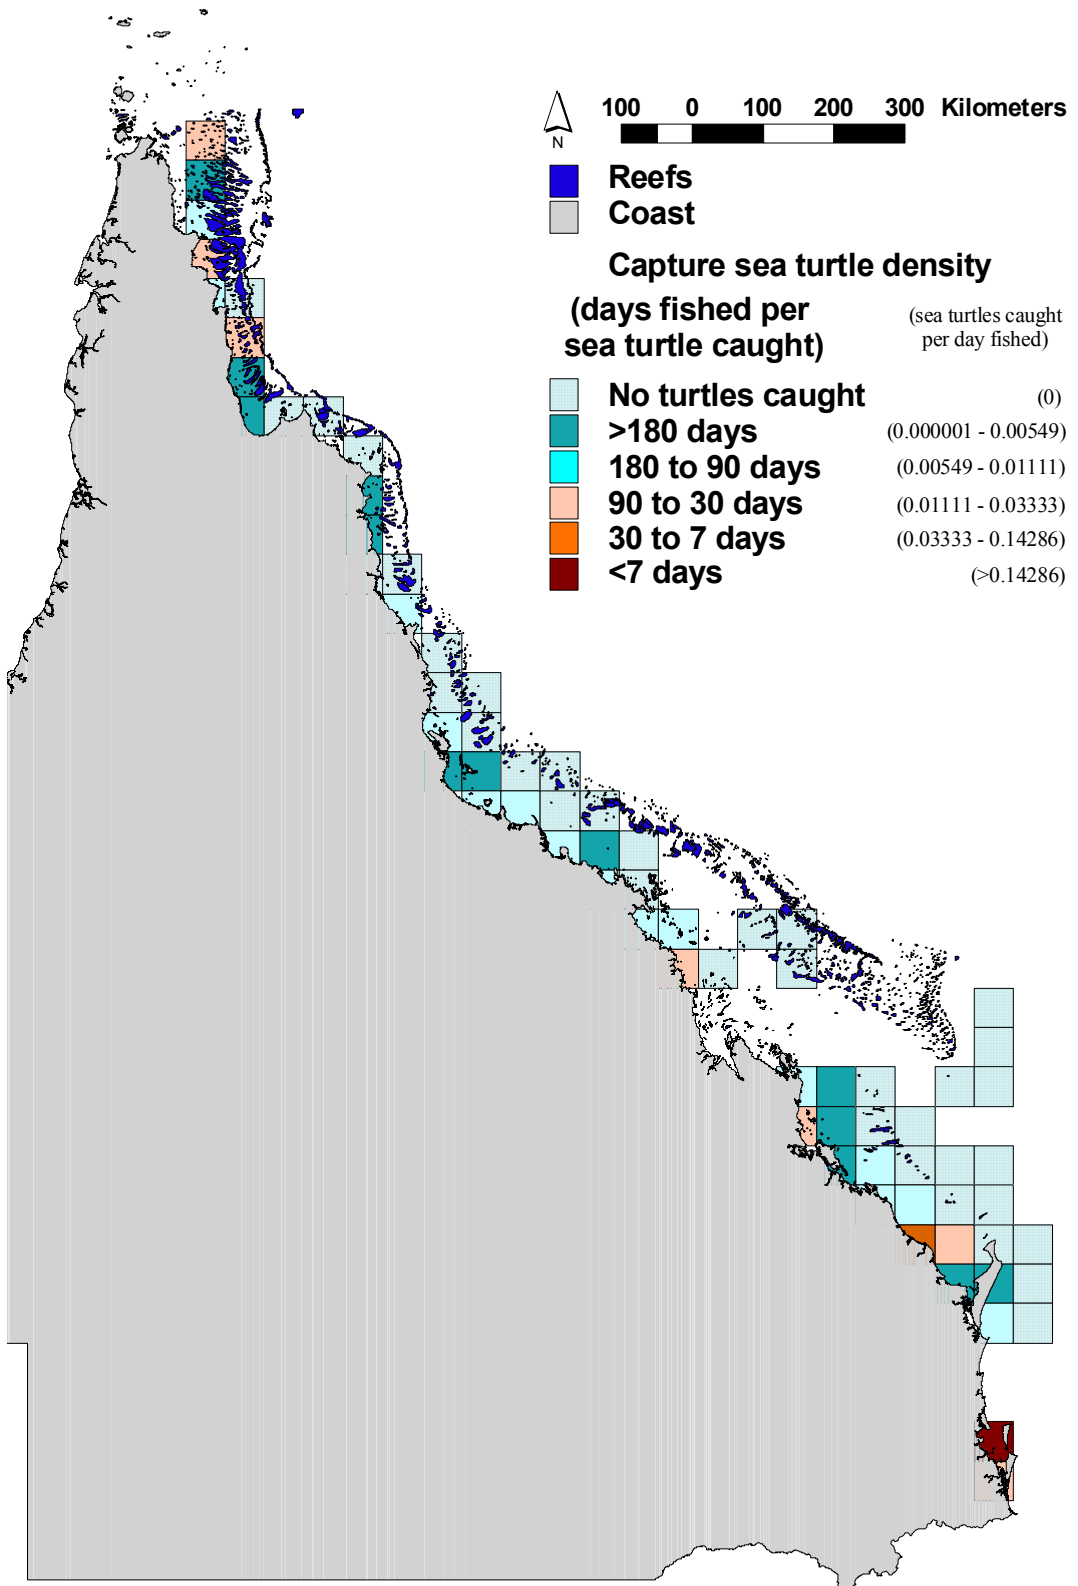 100 0 100 200 300 Kilometers
N
Reefs
Coast
Capture sea turtle density
(days fished per
sea turtle caught)
(sea turtles caught
per day fished)
No turtles caught (0)
>180 days (0.000001 - 0.00549)
180 to 90 days (0.00549 - 0.01111)
90 to 30 days (0.01111 - 0.03333)
30 to 7 days (0.03333 - 0.14286)
<7 days (>0.14286)